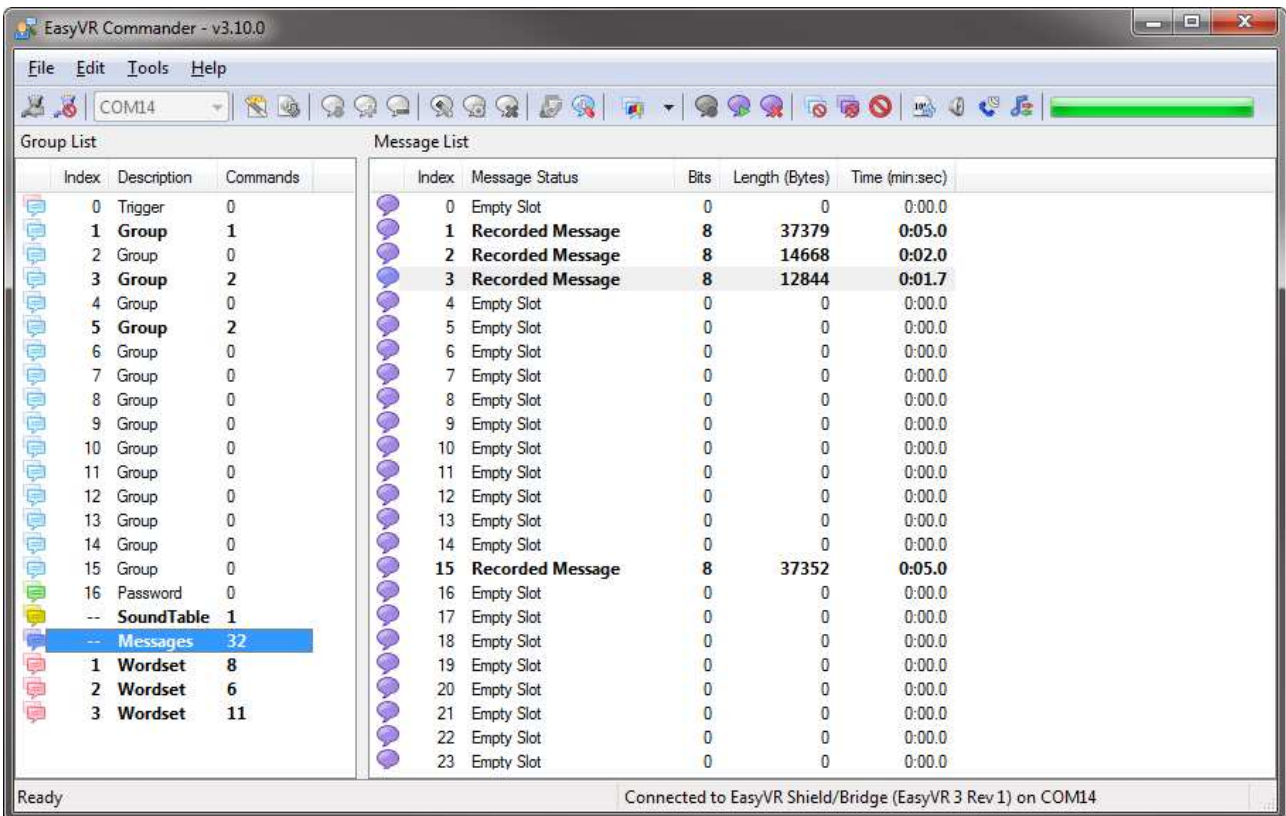 EasyVR Commander - v3.10.0
File Edit Tools Help
COM14
Group List Message List
Index Description Commands Index Message Status Bits Length (Bytes) Time (min:sec)
0 Trigger 0 0 Empty Slot 0 0 0:00.0
1 Group 1 1 Recorded Message 8 37379 0:05.0
2 Group 0 2 Recorded Message 8 14668 0:02.0
3 Group 2 3 Recorded Message 8 12844 0:01.7
4 Group 0 4 Empty Slot 0 0 0:00.0
5 Group 2 5 Empty Slot 0 0 0:00.0
6 Group 0 6 Empty Slot 0 0 0:00.0
7 Group 0 7 Empty Slot 0 0 0:00.0
8 Group 0 8 Empty Slot 0 0 0:00.0
9 Group 0 9 Empty Slot 0 0 0:00.0
10 Group 0 10 Empty Slot 0 0 0:00.0
11 Group 0 11 Empty Slot 0 0 0:00.0
12 Group 0 12 Empty Slot 0 0 0:00.0
13 Group 0 13 Empty Slot 0 0 0:00.0
14 Group 0 14 Empty Slot 0 0 0:00.0
15 Group 0 15 Recorded Message 8 37352 0:05.0
16 Password 0 16 Empty Slot 0 0 0:00.0
-- SoundTable 1 17 Empty Slot 0 0 0:00.0
-- Messages 32 18 Empty Slot 0 0 0:00.0
1 Wordset 8 19 Empty Slot 0 0 0:00.0
2 Wordset 6 20 Empty Slot 0 0 0:00.0
3 Wordset 11 21 Empty Slot 0 0 0:00.0
22 Empty Slot 0 0 0:00.0
23 Empty Slot 0 0 0:00.0
Ready Connected to EasyVR Shield/Bridge (EasyVR 3 Rev 1) on COM14